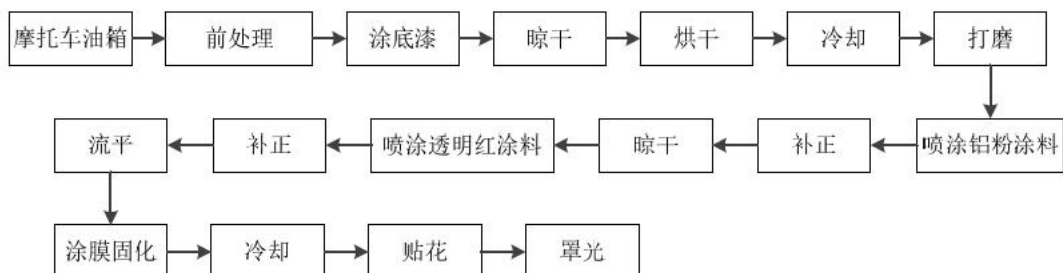 摩托车油箱 前处理 涂底漆 晾干 烘干 冷却 打磨
流平 补正 喷涂透明红涂料 晾干 补正 喷涂铝粉涂料
涂膜固化 冷却 贴花 罩光